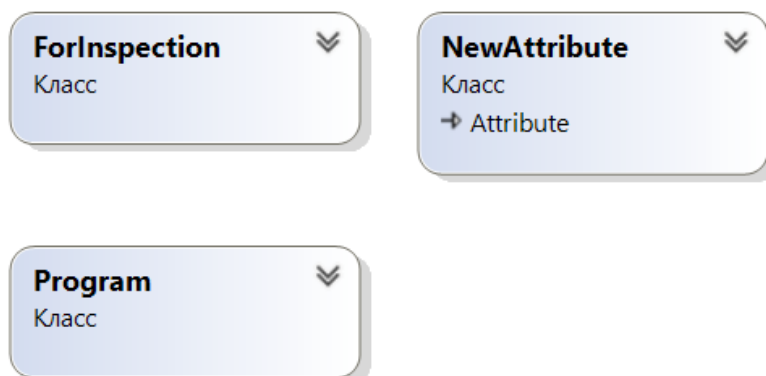 ForInspection
Класс
NewAttribute
Класс
Attribute
Program
Класс